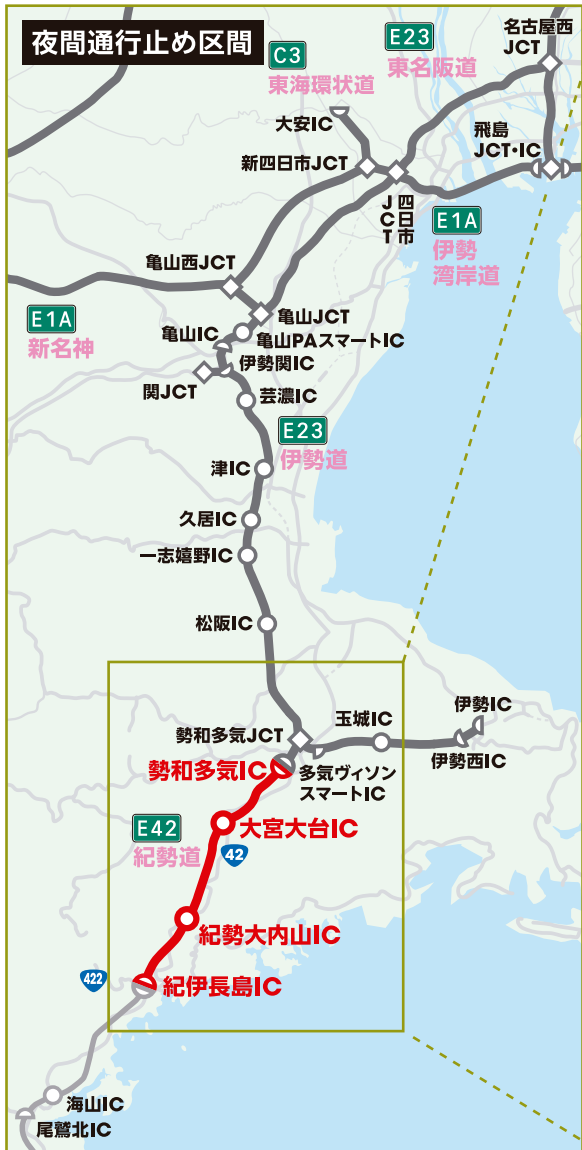 夜間通行止め区間
C3
東海環状道
E23
東名阪道
名古屋西
JCT
大安IC
飛島
JCT・IC
新四日市JCT
四日市
JCT
E1A
伊勢
湾岸道
亀山西JCT
E1A
新名神
亀山JCT
亀山IC
亀山PAスマートIC
伊勢関IC
関JCT
芸濃IC
E23
伊勢道
津IC
久居IC
一志嬉野IC
松阪IC
勢和多気JCT
玉城IC
伊勢IC
伊勢西IC
勢和多気IC
多気ヴィソン
スマートIC
E42
紀勢道
大宮大台IC
42
紀勢大内山IC
422
紀伊長島IC
海山IC
尾鷲北IC